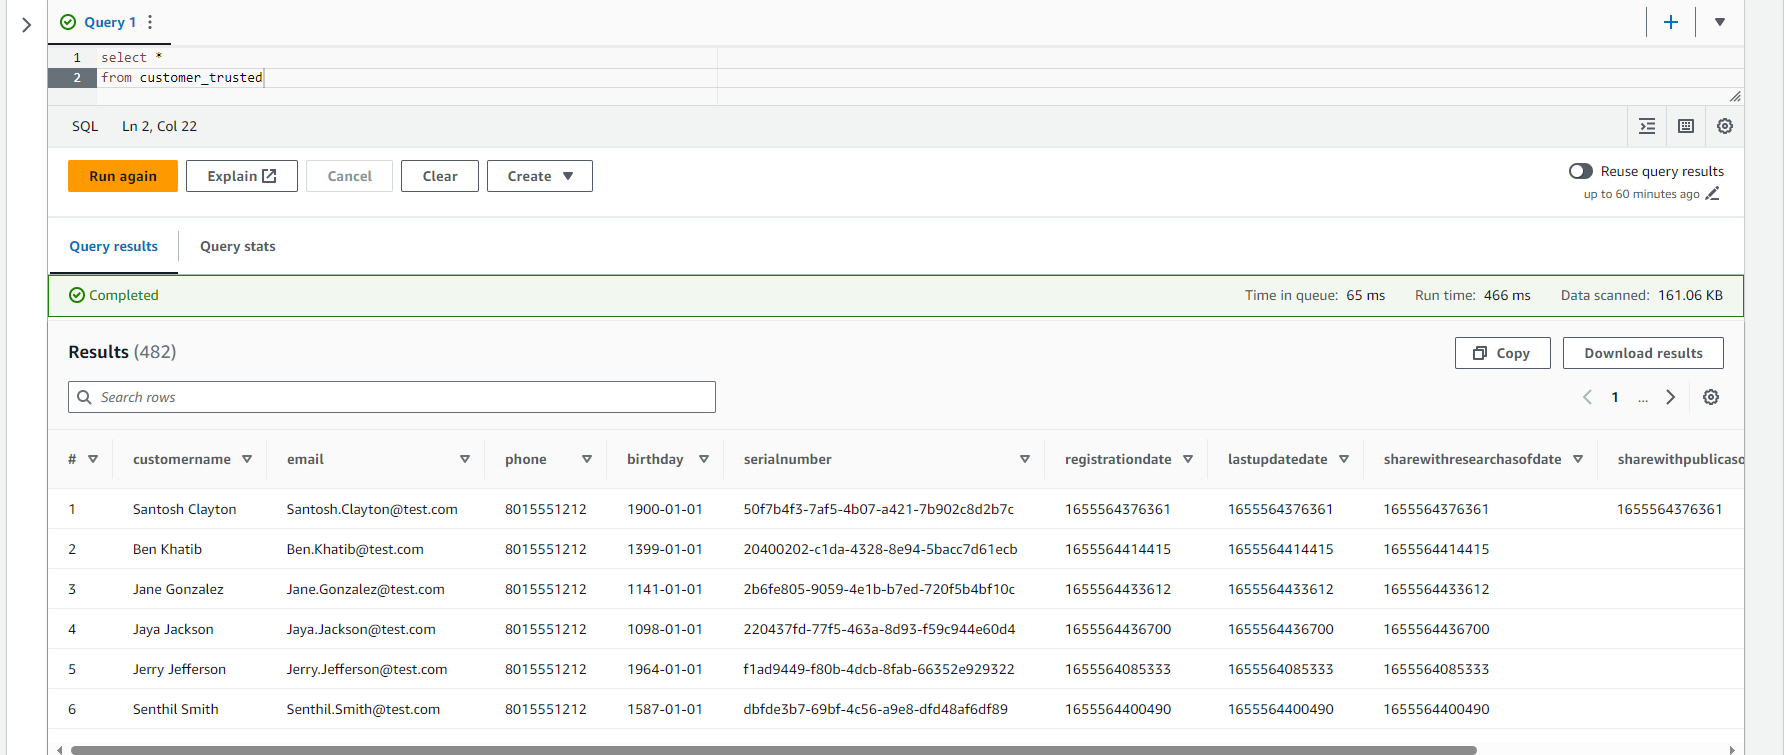 Query 1
1 select *
2 from customer_trusted
SQL Ln 2, Col 22
Run again Explain Cancel Clear Create
Reuse query results
up to 60 minutes ago
Query results Query stats
Completed Time in queue: 65 ms Run time: 466 ms Data scanned: 161.06 KB
Results (482) Copy Download results
Search rows 1 ...
# customername email phone birthday serialnumber registrationdate lastupdatedate sharewithresearchasofdate sharewithpublicaso
1 Santosh Clayton Santosh.Clayton@test.com 8015551212 1900-01-01 50f7b4f3-7af5-4b07-a421-7b902c8d2b7c 1655564376361 1655564376361 1655564376361 1655564376361
2 Ben Khatib Ben.Khatib@test.com 8015551212 1399-01-01 20400202-c1da-4328-8e94-5bacc7d61ecb 1655564414415 1655564414415 1655564414415
3 Jane Gonzalez Jane.Gonzalez@test.com 8015551212 1141-01-01 2b6fe805-9059-4e1b-b7ed-720f5b4bf10c 1655564433612 1655564433612 1655564433612
4 Jaya Jackson Jaya.Jackson@test.com 8015551212 1098-01-01 220437fd-77f5-463a-8d93-f59c944e60d4 1655564436700 1655564436700 1655564436700
5 Jerry Jefferson Jerry.Jefferson@test.com 8015551212 1964-01-01 f1ad9449-f80b-4dcb-8fab-66352e929322 1655564085333 1655564085333 1655564085333
6 Senthil Smith Senthil.Smith@test.com 8015551212 1587-01-01 dbfde3b7-69bf-4c56-a9e8-dfd48af6df89 1655564400490 1655564400490 1655564400490